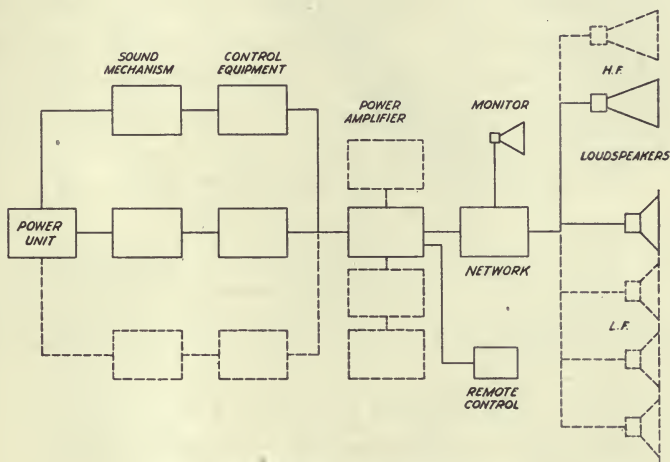 SOUND
MECHANISM
CONTROL
EQUIPMENT
POWER
AMPLIFIER
MONITOR
H.F.
LOUDSPEAKERS
POWER
UNIT
NETWORK
L.F.
REMOTE
CONTROL